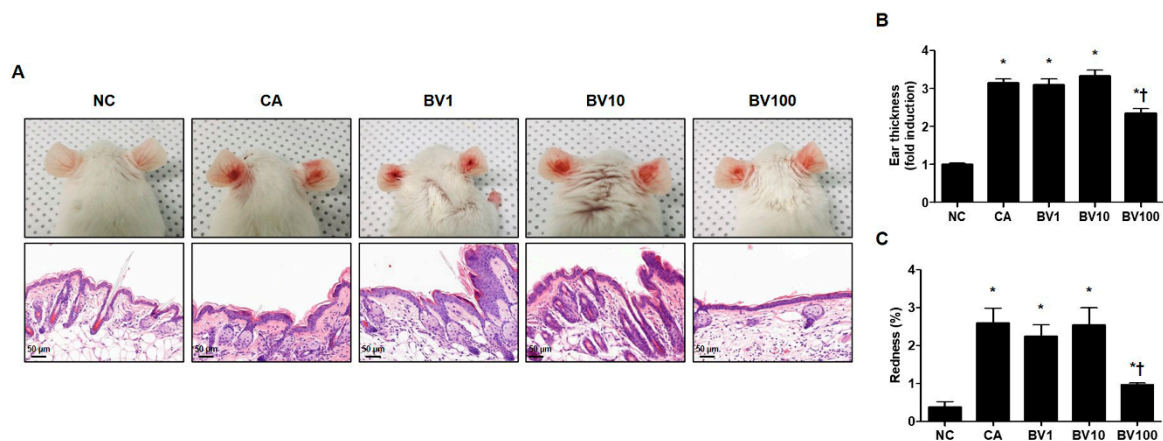 A
NC CA BV1 BV10 BV100
50 µm 50 µm 50 µm 50 µm 50 µm
B
Ear thickness
(fold induction)
4
3
2
1
0
* * * *†
NC CA BV1 BV10 BV100
C
Redness (%)
4
3
2
1
0
* * * *†
NC CA BV1 BV10 BV100